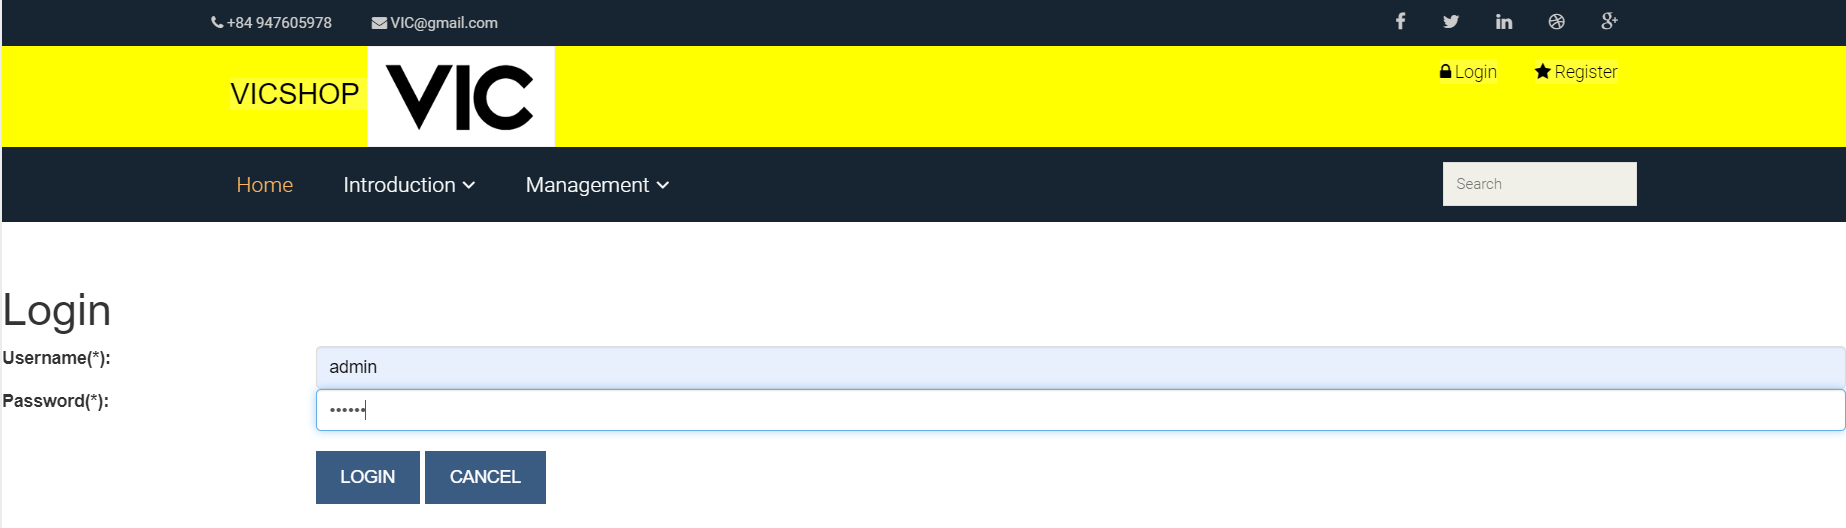 +84 947605978 VIC@gmail.com
VICSHOP VIC
Login Register
Home Introduction Management Search
Login
Username(*): admin
Password(*): ••••••
LOGIN CANCEL